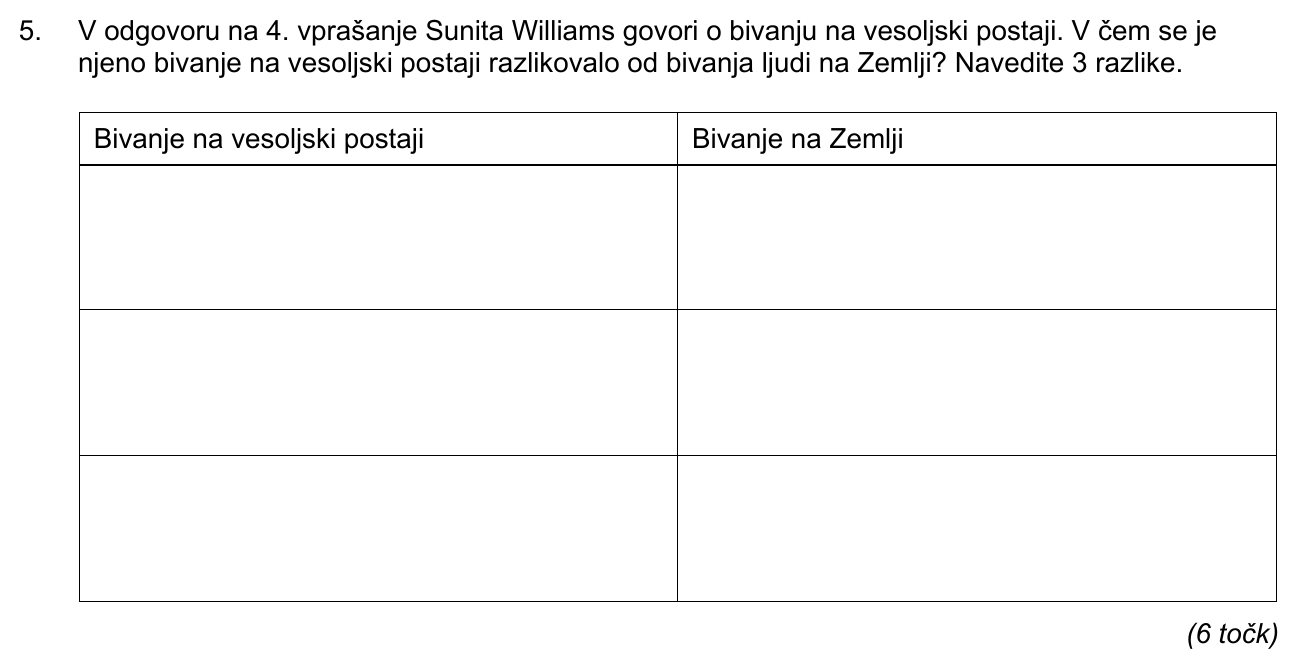 5. V odgovoru na 4. vprašanje Sunita Williams govori o bivanju na vesoljski postaji. V čem se je
njeno bivanje na vesoljski postaji razlikovalo od bivanja ljudi na Zemlji? Navedite 3 razlike.
Bivanje na vesoljski postaji
Bivanje na Zemlji
(6 točk)